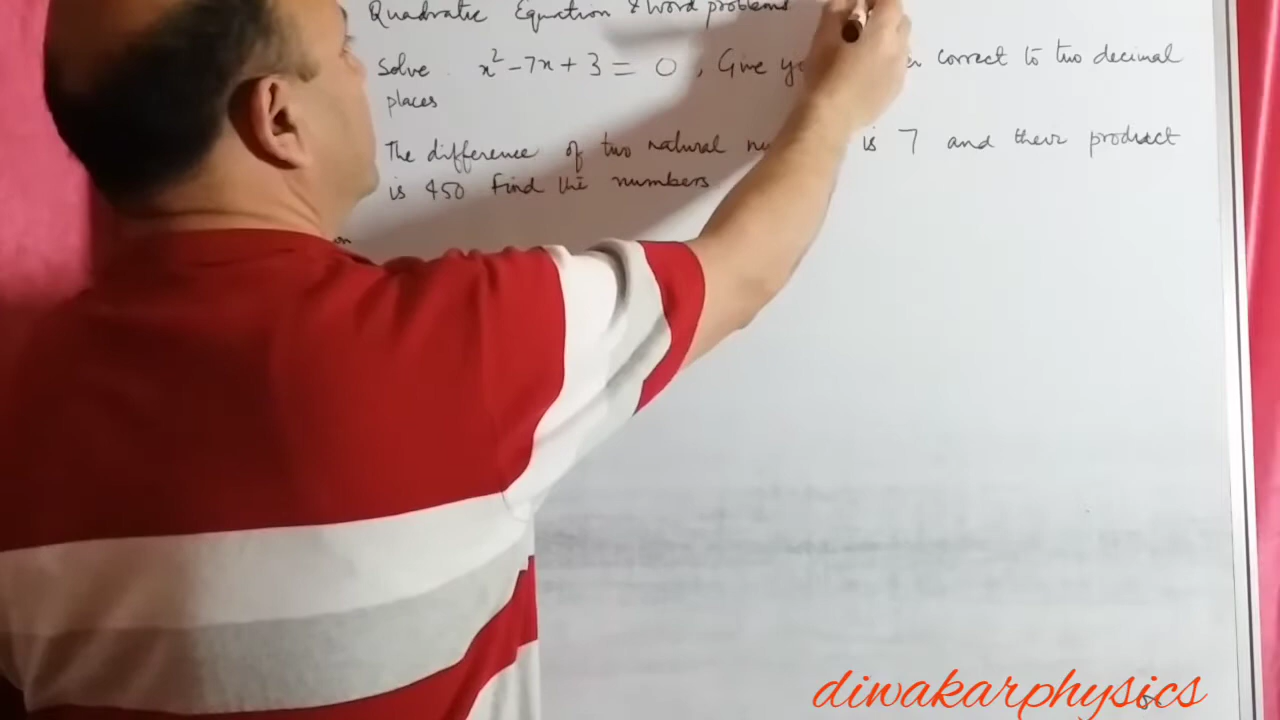 Quadratic Equation & Word problems
Solve x² - 7x + 3 = 0, Give correct to two decimal
places
The difference of two natural is 7 and their product
is 450 Find the numbers.
on
diwakarphysics